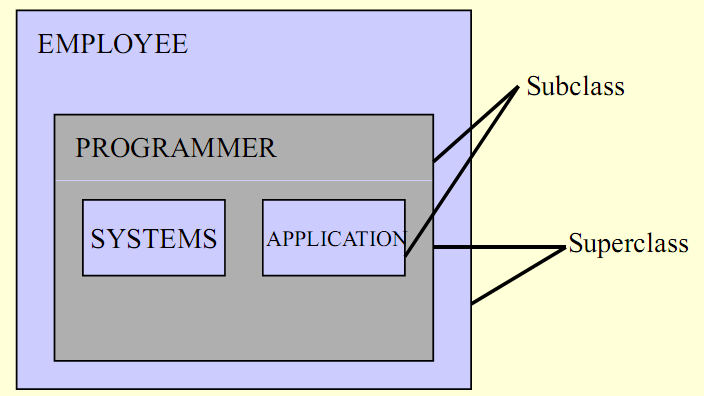 EMPLOYEE
Subclass
PROGRAMMER
SYSTEMS
APPLICATION
Superclass